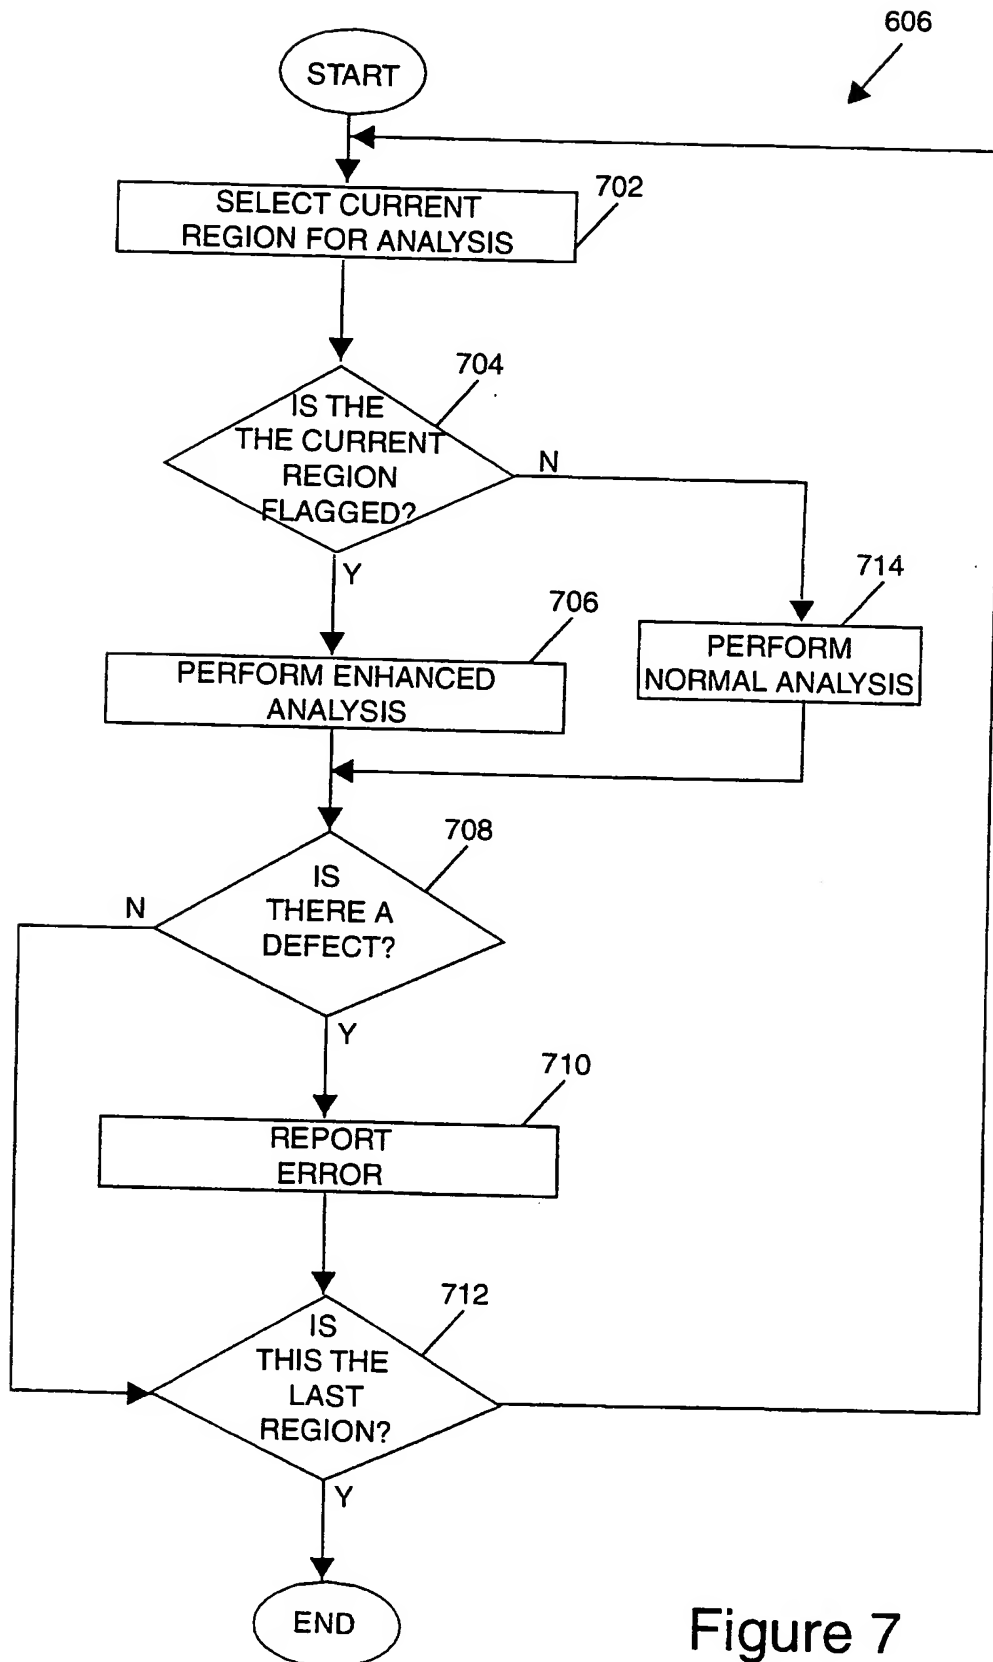 606
START
702
SELECT CURRENT
REGION FOR ANALYSIS
704
IS THE
THE CURRENT
REGION
FLAGGED?
N
Y
714
PERFORM
NORMAL ANALYSIS
706
PERFORM ENHANCED
ANALYSIS
708
IS
THERE A
DEFECT?
N
Y
710
REPORT
ERROR
712
IS
THIS THE
LAST
REGION?
Y
END
Figure 7